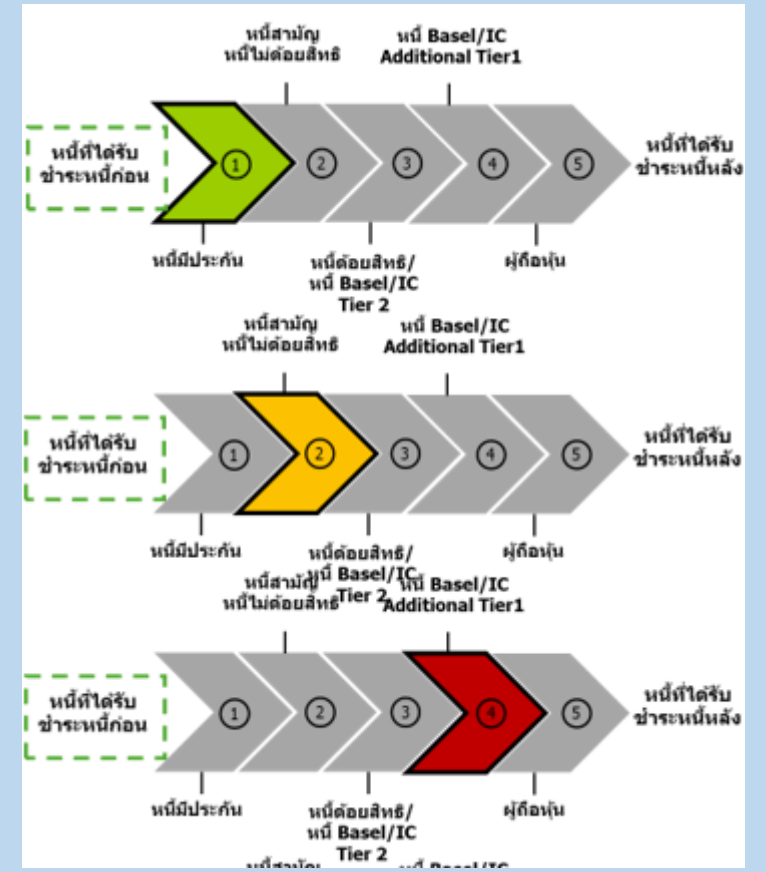 หนี้สามัญ
หนี้ไม่ด้อยสิทธิ
หนี้ Basel/IC
Additional Tier1
หนี้ที่ได้รับ
ชำระหนี้ก่อน
1
2
3
4
5
หนี้ที่ได้รับ
ชำระหนี้หลัง
หนี้มีประกัน
หนี้ด้อยสิทธิ/
หนี้ Basel/IC
Tier 2
ผู้ถือหุ้น
หนี้สามัญ
หนี้ไม่ด้อยสิทธิ
หนี้ Basel/IC
Additional Tier1
หนี้ที่ได้รับ
ชำระหนี้ก่อน
1
2
3
4
5
หนี้ที่ได้รับ
ชำระหนี้หลัง
หนี้มีประกัน
หนี้ด้อยสิทธิ/
หนี้ Basel/IC
Tier 2
ผู้ถือหุ้น
หนี้สามัญ
หนี้ไม่ด้อยสิทธิ
หนี้ Basel/IC
Additional Tier1
หนี้ที่ได้รับ
ชำระหนี้ก่อน
1
2
3
4
5
หนี้ที่ได้รับ
ชำระหนี้หลัง
หนี้มีประกัน
หนี้ด้อยสิทธิ/
หนี้ Basel/IC
Tier 2
ผู้ถือหุ้น
หนี้สามัญ
หนี้ Basel/IC